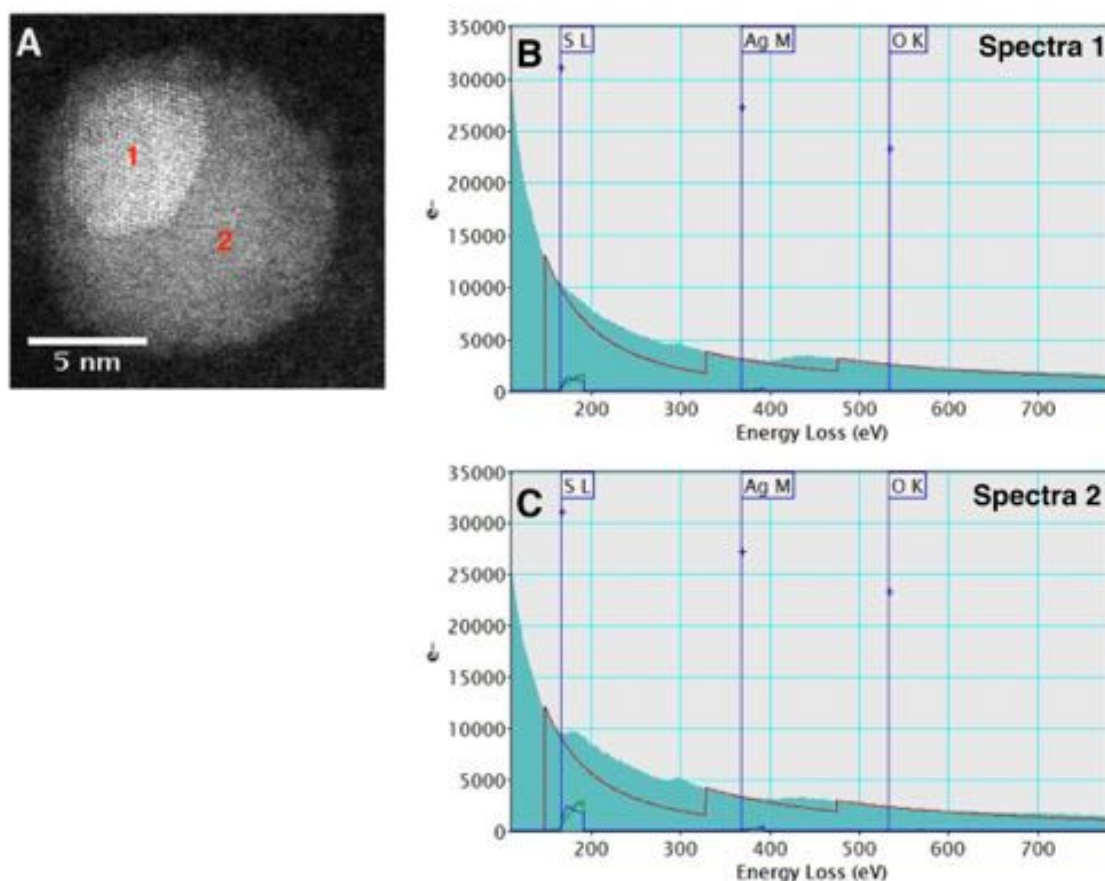 A
1
2
5 nm
B
Spectra 1
S L
Ag M
O K
35000
30000
25000
20000
15000
10000
5000
0
e-
200
300
400
500
600
700
Energy Loss (eV)
C
Spectra 2
S L
Ag M
O K
35000
30000
25000
20000
15000
10000
5000
0
e-
200
300
400
500
600
700
Energy Loss (eV)